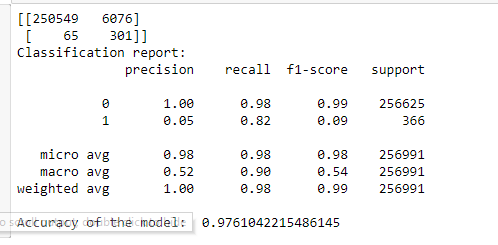 [[250549 6076]
[ 65 301]]
Classification report:
precision recall f1-score support
0 1.00 0.98 0.99 256625
1 0.05 0.82 0.09 366
micro avg 0.98 0.98 0.98 256991
macro avg 0.52 0.90 0.54 256991
weighted avg 1.00 0.98 0.99 256991
Accuracy of the model: 0.9761042215486145